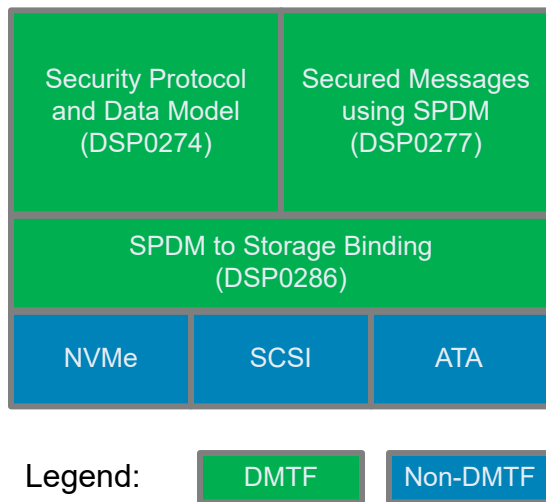 Security Protocol
and Data Model
(DSP0274)
Secured Messages
using SPDM
(DSP0277)
SPDM to Storage Binding
(DSP0286)
NVMe
SCSI
ATA
Legend:
DMTF
Non-DMTF